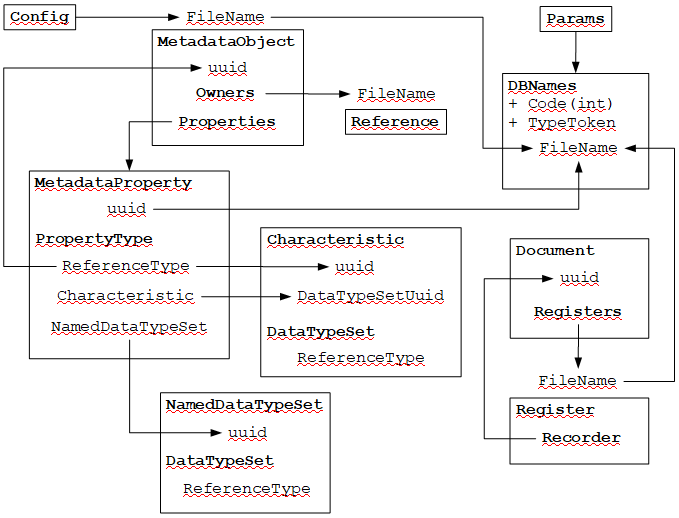 Config
FileName
Params
MetadataObject
uuid
Owners
FileName
Properties
Reference
DBNames
+ Code(int)
+ TypeToken
FileName
MetadataProperty
uuid
PropertyType
ReferenceType
Characteristic
NamedDataTypeSet
Characteristic
uuid
DataTypeSetUuid
DataTypeSet
ReferenceType
Document
uuid
Registers
FileName
Register
Recorder
NamedDataTypeSet
uuid
DataTypeSet
ReferenceType